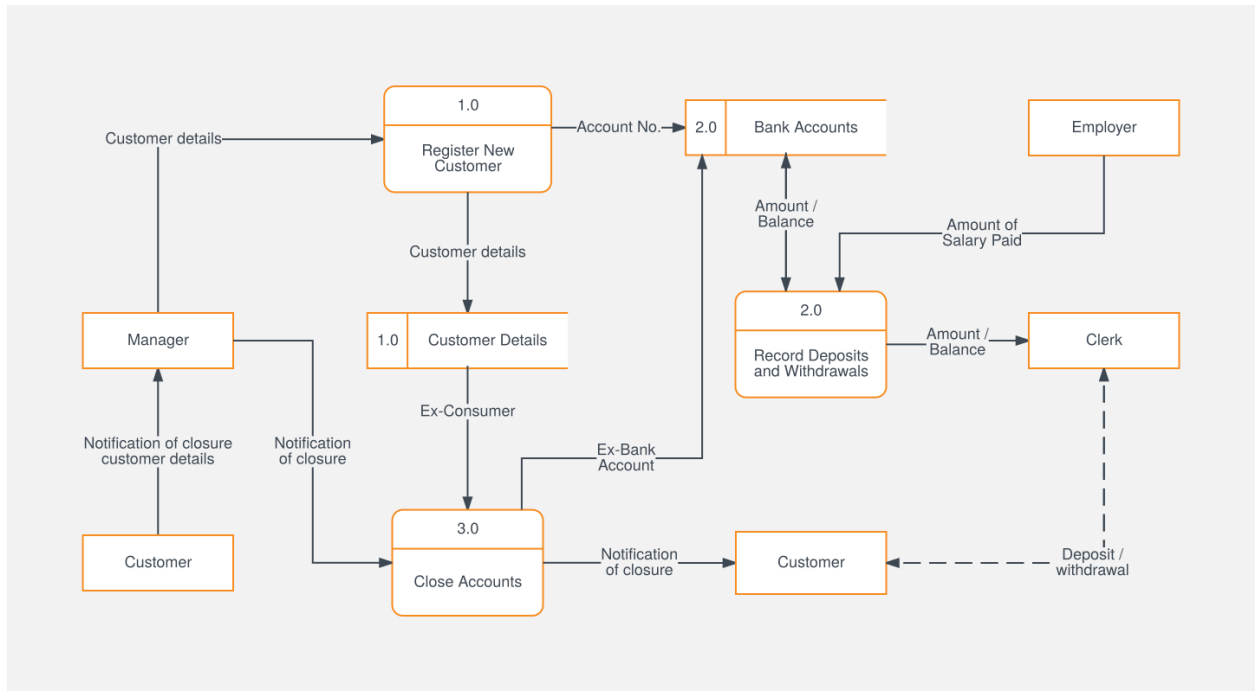 1.0
Register New
Customer
Customer details
Account No.
2.0
Bank Accounts
Employer
Amount /
Balance
Amount of
Salary Paid
Customer details
Manager
1.0
Customer Details
2.0
Record Deposits
and Withdrawals
Amount /
Balance
Clerk
Ex-Consumer
Notification of closure
customer details
Notification
of closure
Ex-Bank
Account
Customer
3.0
Close Accounts
Notification
of closure
Customer
Deposit /
withdrawal